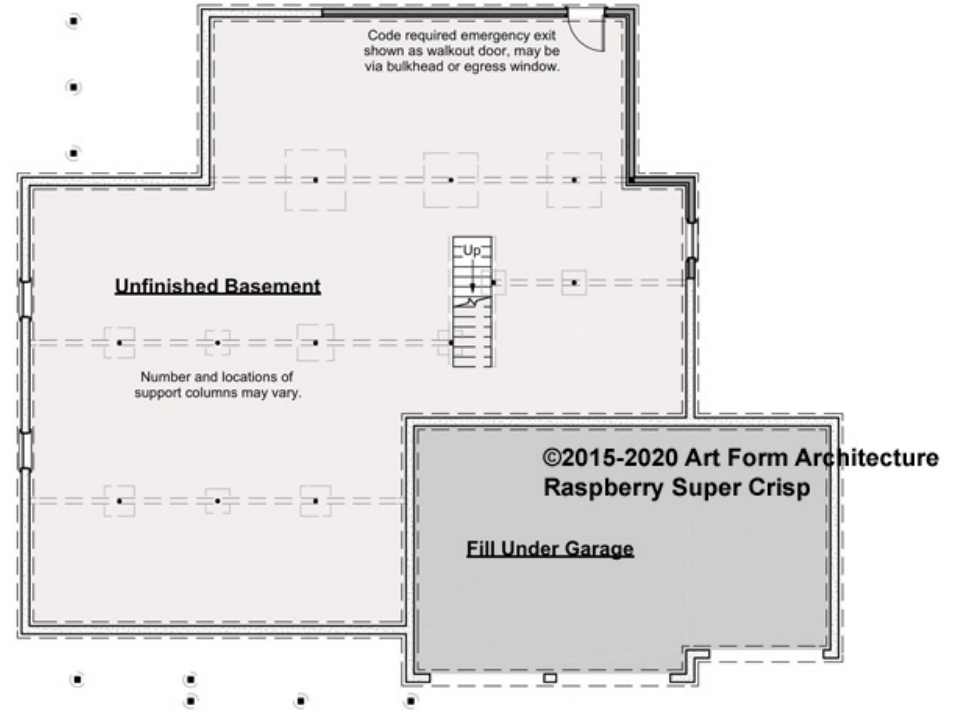 Code required emergency exit
shown as walkout door, may be
via bulkhead or egress window.
Up
Unfinished Basement
Number and locations of
support columns may vary.
©2015-2020 Art Form Architecture
Raspberry Super Crisp
Fill Under Garage